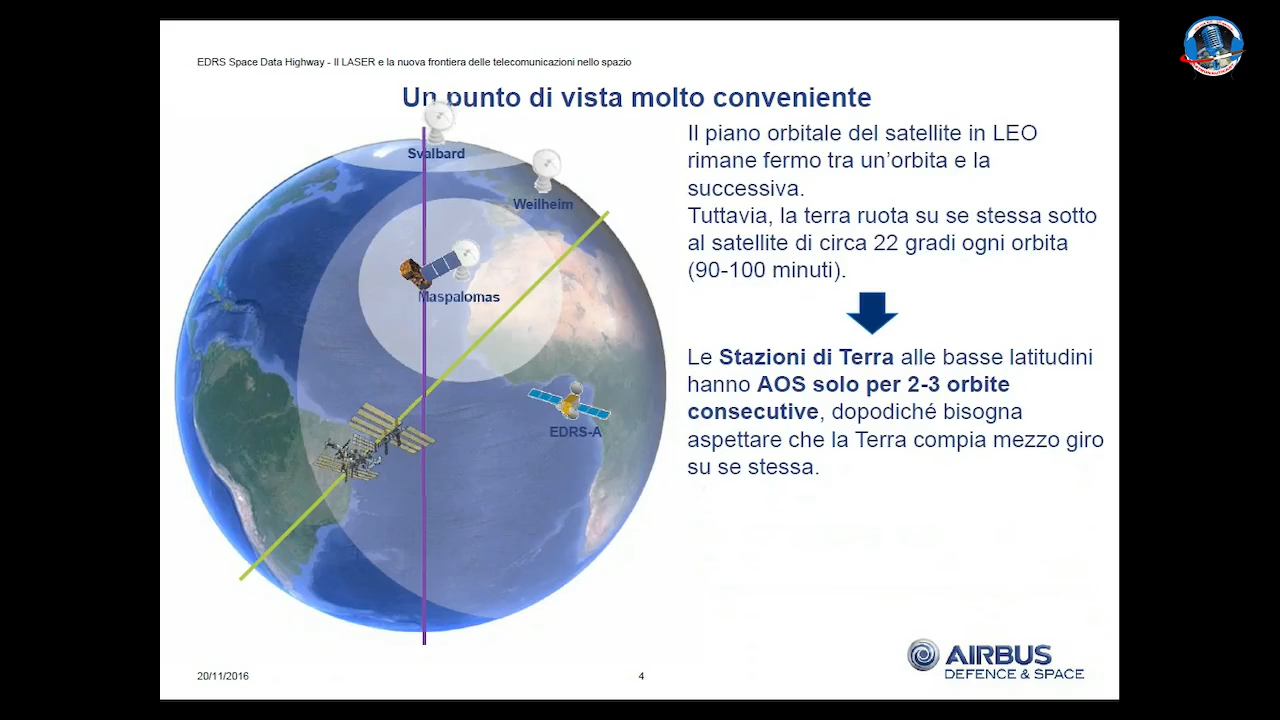 EDRS Space Data Highway - Il LASER e la nuova frontiera delle telecomunicazioni nello spazio
Un punto di vista molto conveniente
Svalbard
Weilheim
Maspalomas
EDRS-A
Il piano orbitale del satellite in LEO
rimane fermo tra un'orbita e la
successiva.
Tuttavia, la terra ruota su se stessa sotto
al satellite di circa 22 gradi ogni orbita
(90-100 minuti).
Le Stazioni di Terra alle basse latitudini
hanno AOS solo per 2-3 orbite
consecutive, dopodiché bisogna
aspettare che la Terra compia mezzo giro
su se stessa.
20/11/2016
4
AIRBUS
DEFENCE & SPACE